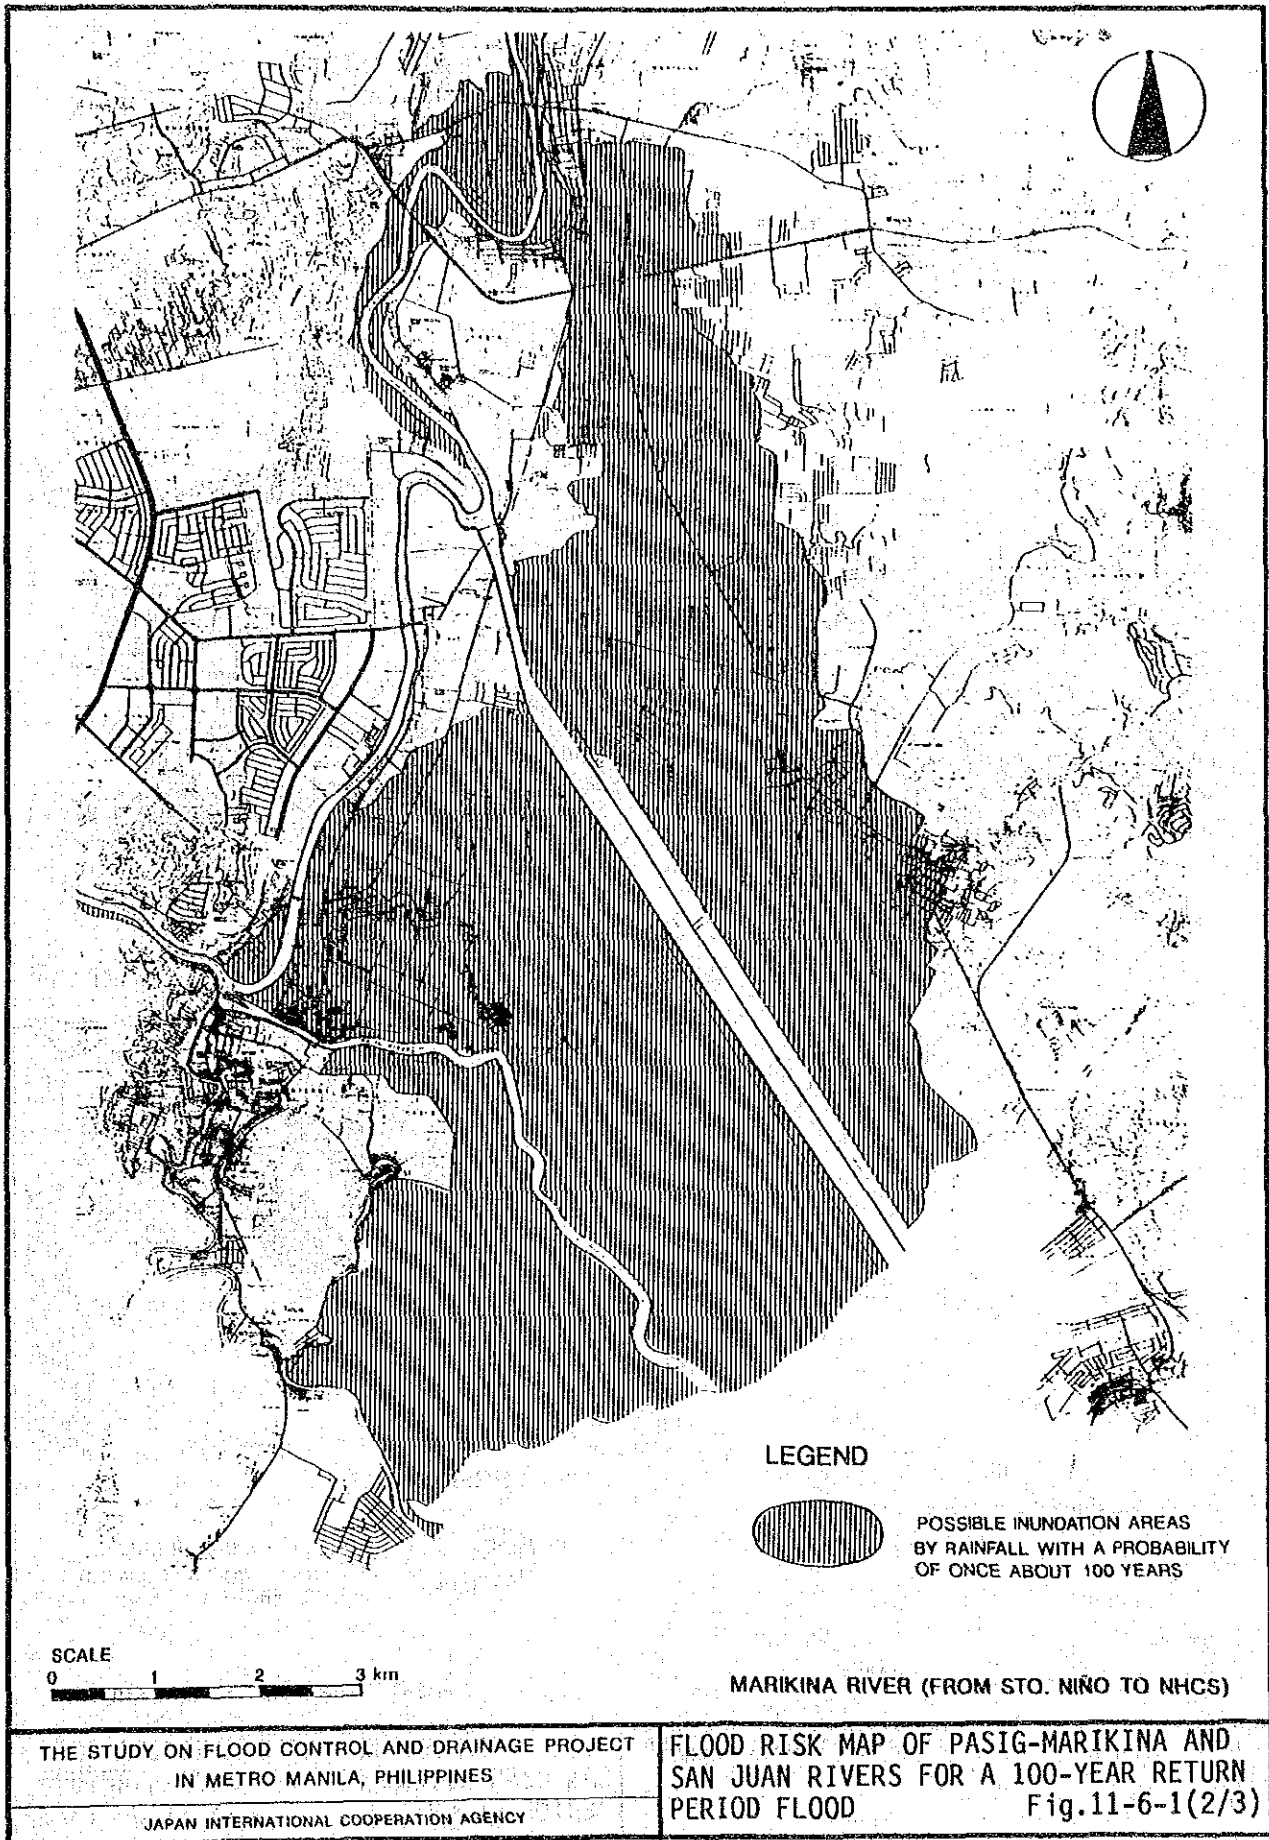 LEGEND
POSSIBLE INUNDATION AREAS
BY RAINFALL WITH A PROBABILITY
OF ONCE ABOUT 100 YEARS
SCALE
0 1 2 3 km
MARIKINA RIVER (FROM STO. NIÑO TO NHCS)
THE STUDY ON FLOOD CONTROL AND DRAINAGE PROJECT
IN METRO MANILA, PHILIPPINES
JAPAN INTERNATIONAL COOPERATION AGENCY
FLOOD RISK MAP OF PASIG-MARIKINA AND
SAN JUAN RIVERS FOR A 100-YEAR RETURN
PERIOD FLOOD Fig.11-6-1(2/3)